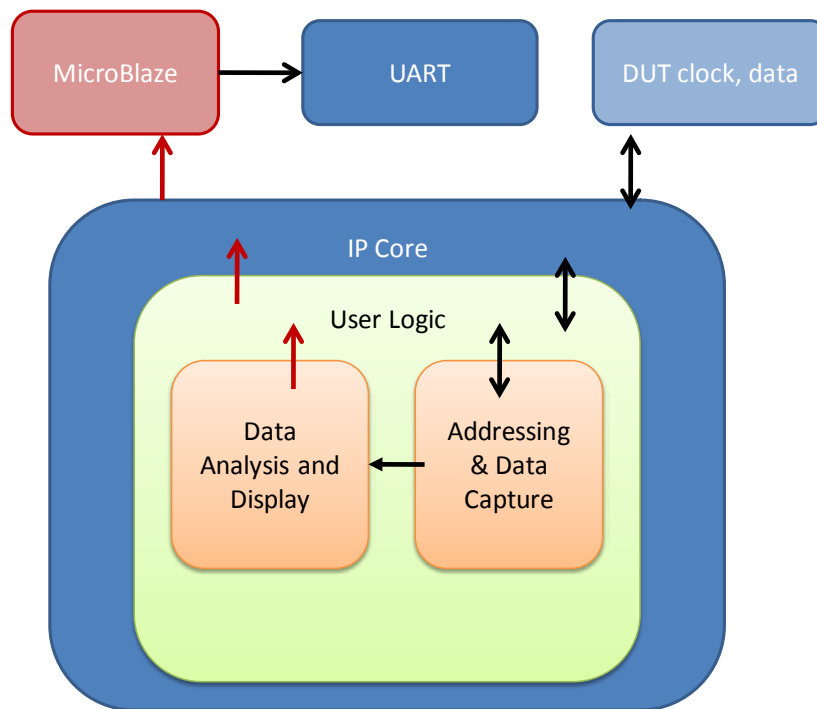 MicroBlaze
UART
DUT clock, data
IP Core
User Logic
Data
Analysis and
Display
Addressing
& Data
Capture